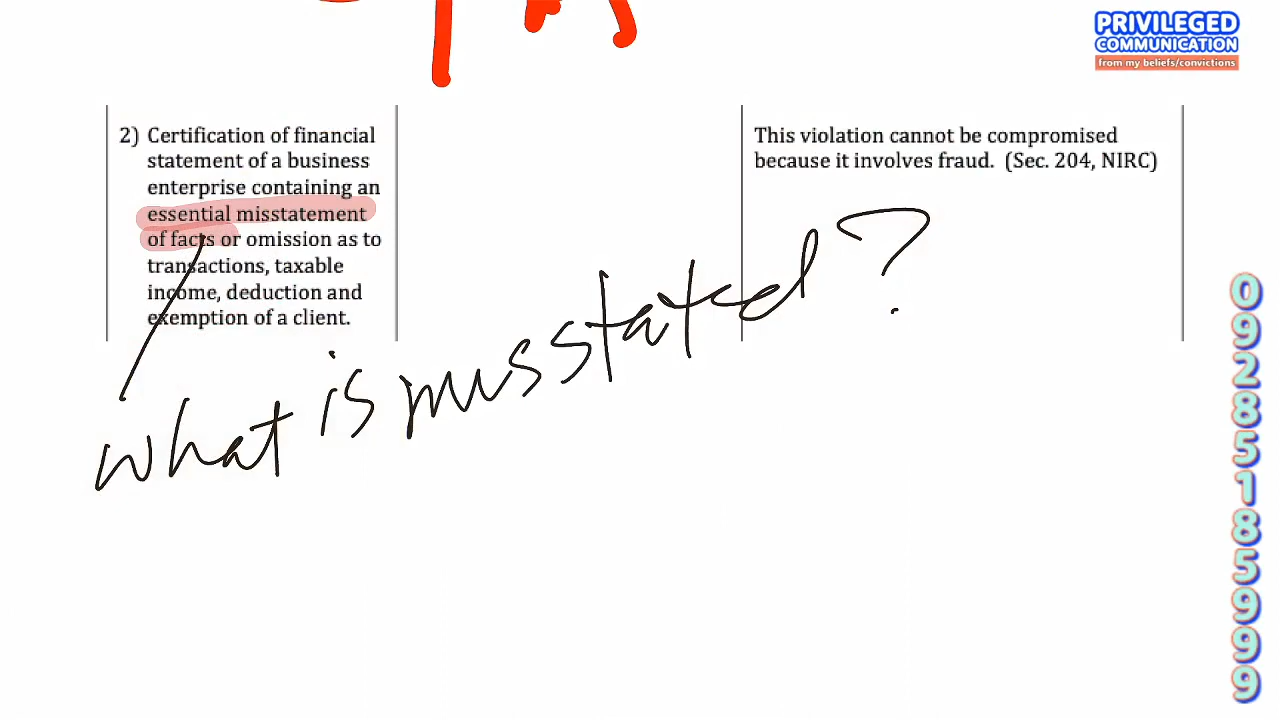 PRIVILEGED
COMMUNICATION
from my beliefs/convictions
2) Certification of financial
statement of a business
enterprise containing an
essential misstatement
of facts or omission as to
transactions, taxable
income, deduction and
exemption of a client.
This violation cannot be compromised
because it involves fraud. (Sec. 204, NIRC)
what is misstated?
09285185999